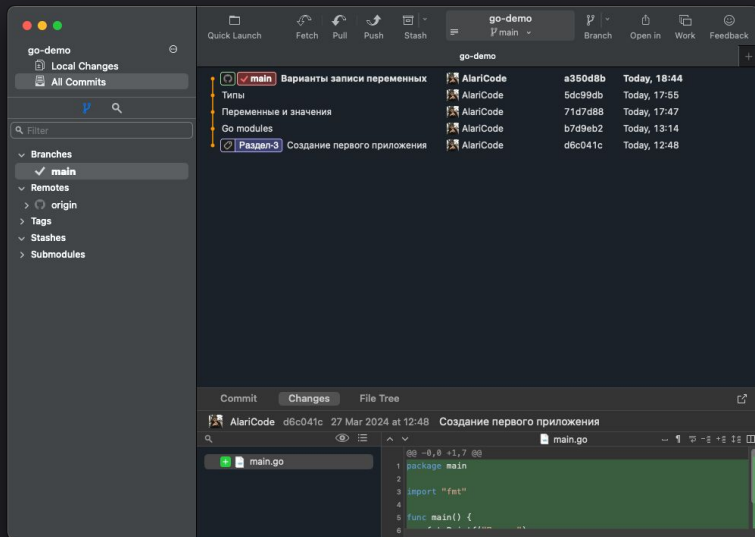 go-demo
main
Quick Launch
Fetch
Pull
Push
Stash
Branch
Open in
Work
Feedback
go-demo
go-demo
Local Changes
All Commits
Filter
Branches
main
Remotes
origin
Tags
Stashes
Submodules
main Варианты записи переменных AlariCode a350d8b Today, 18:44
Типы AlariCode 5dc99db Today, 17:55
Переменные и значения AlariCode 71d7d88 Today, 17:47
Go modules AlariCode b7d9eb2 Today, 13:14
Раздел-3 Создание первого приложения AlariCode d6c041c Today, 12:48
Commit Changes File Tree
AlariCode d6c041c 27 Mar 2024 at 12:48 Создание первого приложения
main.go
main.go
@@ -0,0 +1,7 @@
1 package main
2
3 import "fmt"
4
5 func main() {
6